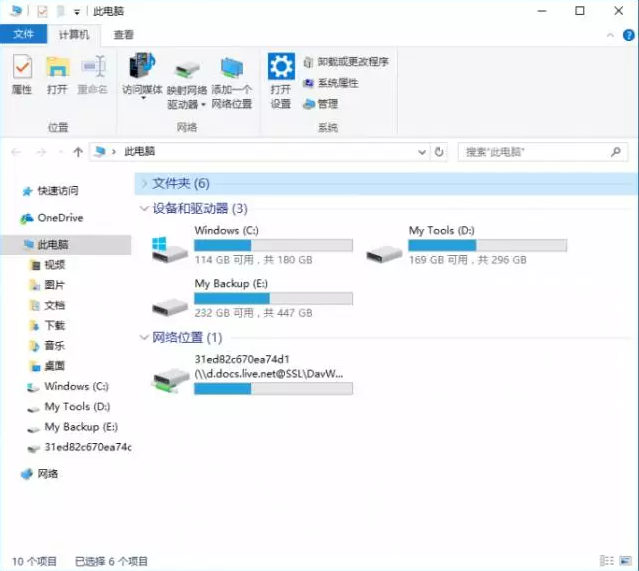 此电脑
文件
计算机
查看
属性
打开
重命名
访问媒体
映射网络
驱动器
添加一个
网络位置
打开
设置
卸载或更改程序
系统属性
管理
位置
网络
系统
此电脑
搜索"此电脑"
快速访问
OneDrive
此电脑
视频
图片
文档
下载
音乐
桌面
Windows (C:)
My Tools (D:)
My Backup (E:)
31ed82c670ea74c
网络
文件夹 (6)
设备和驱动器 (3)
Windows (C:)
114 GB 可用，共 180 GB
My Tools (D:)
169 GB 可用，共 296 GB
My Backup (E:)
232 GB 可用，共 447 GB
网络位置 (1)
31ed82c670ea74d1
(\\d.docs.live.net@SSL\DavW...
10 个项目
已选择 6 个项目